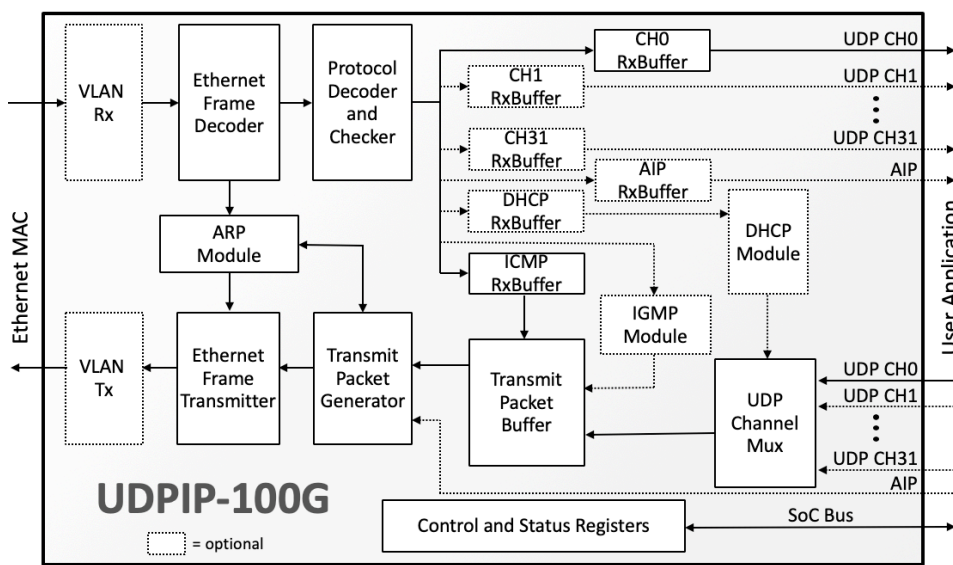 CH0
RxBuffer
UDP CH0
VLAN
Rx
Ethernet
Frame
Decoder
Protocol
Decoder
and
Checker
CH1
RxBuffer
UDP CH1
CH31
RxBuffer
UDP CH31
AIP
RxBuffer
AIP
DHCP
RxBuffer
DHCP
Module
ARP
Module
ICMP
RxBuffer
IGMP
Module
Ethernet MAC
User Application
VLAN
Tx
Ethernet
Frame
Transmitter
Transmit
Packet
Generator
Transmit
Packet
Buffer
UDP
Channel
Mux
UDP CH0
UDP CH1
UDP CH31
AIP
UDPIP-100G
= optional
Control and Status Registers
SoC Bus